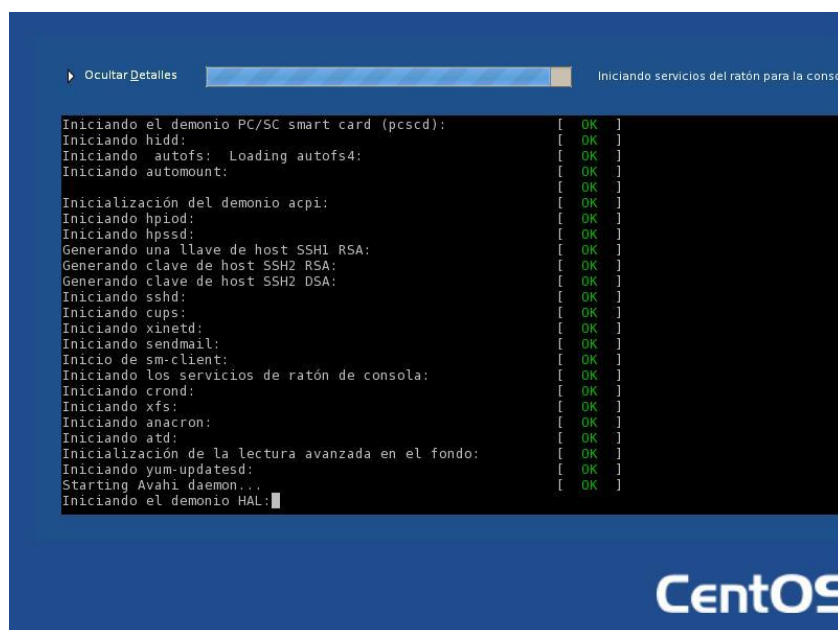 Ocultar Detalles
Iniciando servicios del ratón para la conso
Iniciando el demonio PC/SC smart card (pcscd): [ OK ]
Iniciando hidd: [ OK ]
Iniciando autofs: Loading autofs4: [ OK ]
Iniciando automount: [ OK ]
[ OK ]
Inicialización del demonio acpi: [ OK ]
Iniciando hpiod: [ OK ]
Iniciando hpssd: [ OK ]
Generando una llave de host SSH1 RSA: [ OK ]
Generando clave de host SSH2 RSA: [ OK ]
Generando clave de host SSH2 DSA: [ OK ]
Iniciando sshd: [ OK ]
Iniciando cups: [ OK ]
Iniciando xinetd: [ OK ]
Iniciando sendmail: [ OK ]
Inicio de sm-client: [ OK ]
Iniciando los servicios de ratón de consola: [ OK ]
Iniciando crond: [ OK ]
Iniciando xfs: [ OK ]
Iniciando anacron: [ OK ]
Iniciando atd: [ OK ]
Inicialización de la lectura avanzada en el fondo: [ OK ]
Iniciando yum-updatesd: [ OK ]
Starting Avahi daemon... [ OK ]
Iniciando el demonio HAL:
CentOS